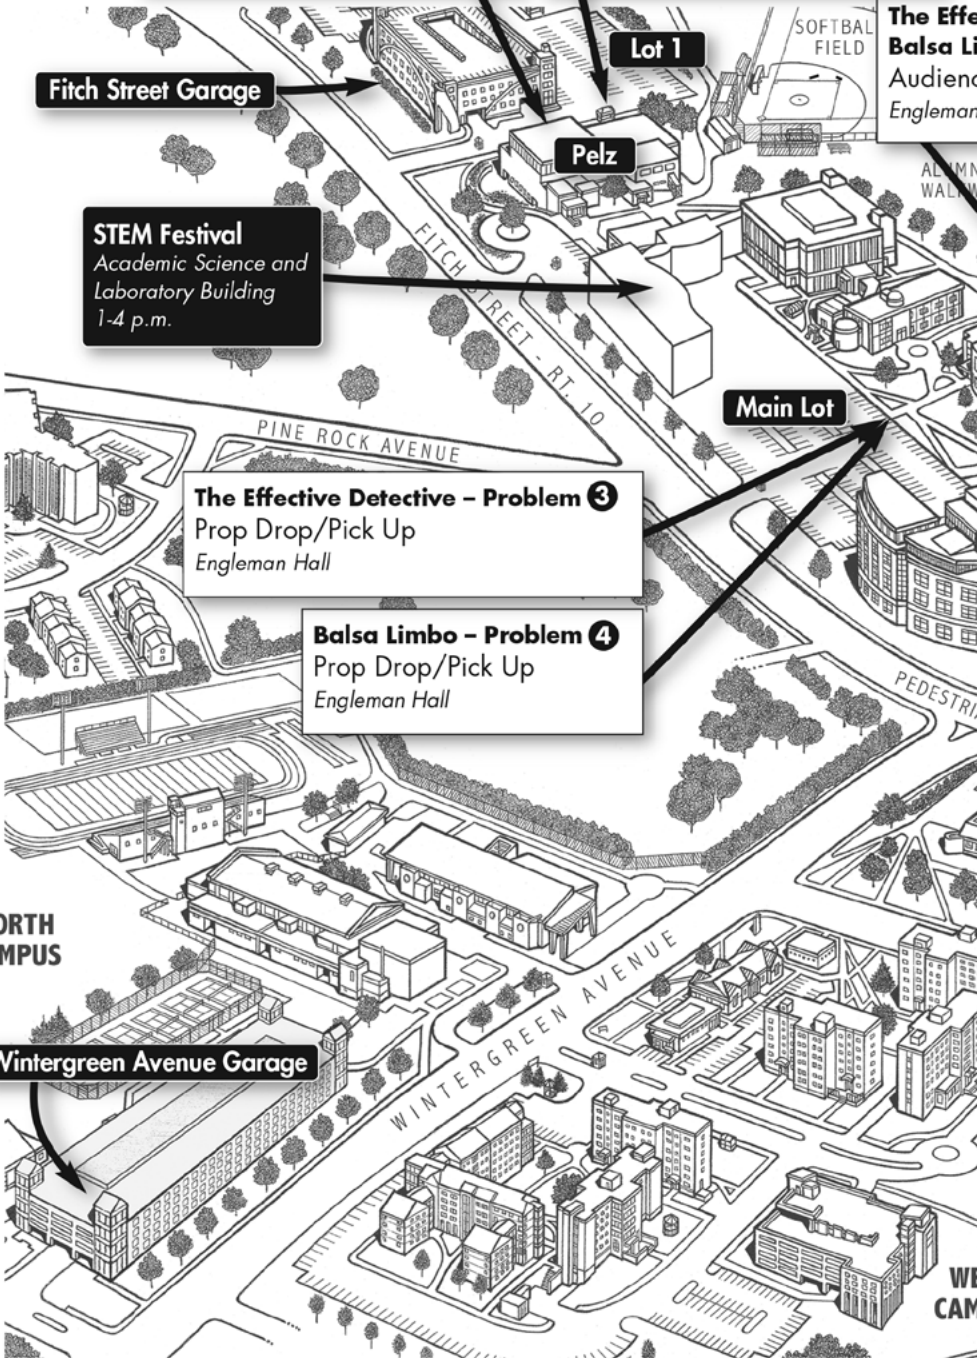 SOFTBAL
FIELD
The Effe
Balsa Li
Audienc
Engleman
Lot 1
Fitch Street Garage
Pelz
ALUMN
WALKW
STEM Festival
Academic Science and
Laboratory Building
1-4 p.m.
FITCH STREET - RT. 10
Main Lot
PINE ROCK AVENUE
The Effective Detective – Problem 3
Prop Drop/Pick Up
Engleman Hall
Balsa Limbo – Problem 4
Prop Drop/Pick Up
Engleman Hall
PEDESTRIA
ORTH
MPUS
WINTERGREEN AVENUE
Wintergreen Avenue Garage
WE
CAM